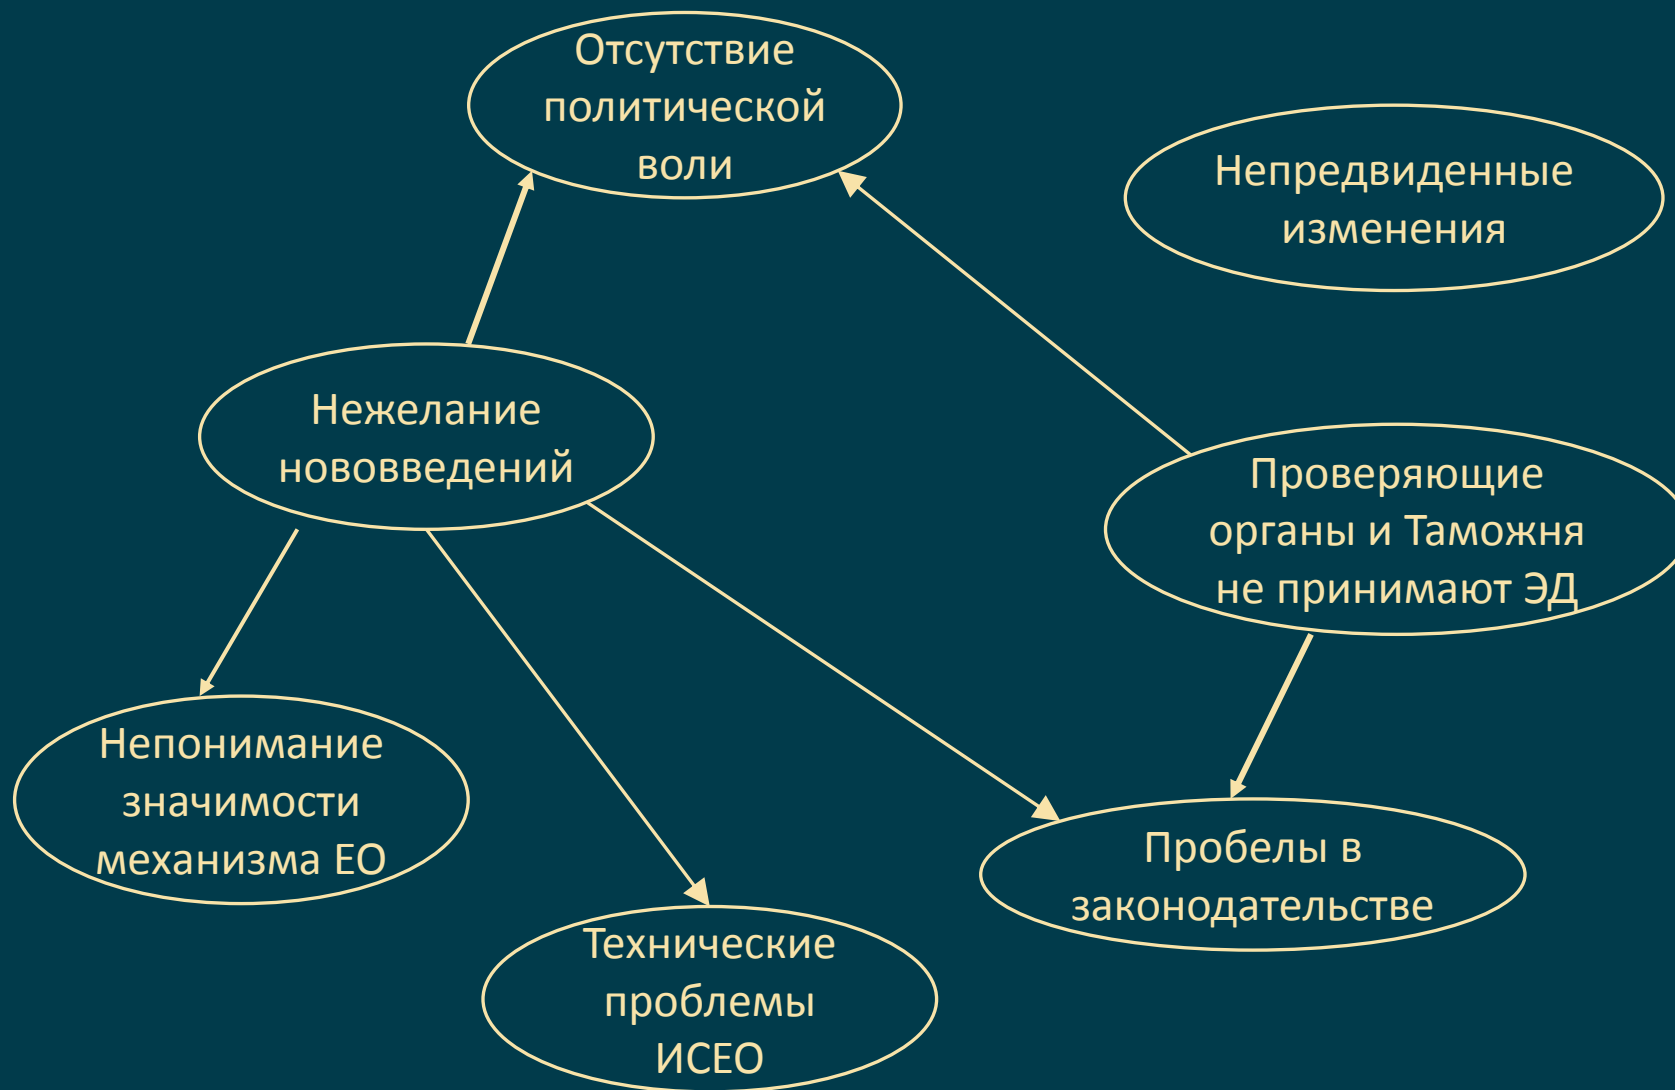 Отсутствие
политической
воли
Непредвиденные
изменения
Нежелание
нововведений
Проверяющие
органы и Таможня
не принимают ЭД
Непонимание
значимости
механизма ЕО
Пробелы в
законодательстве
Технические
проблемы
ИСЕО